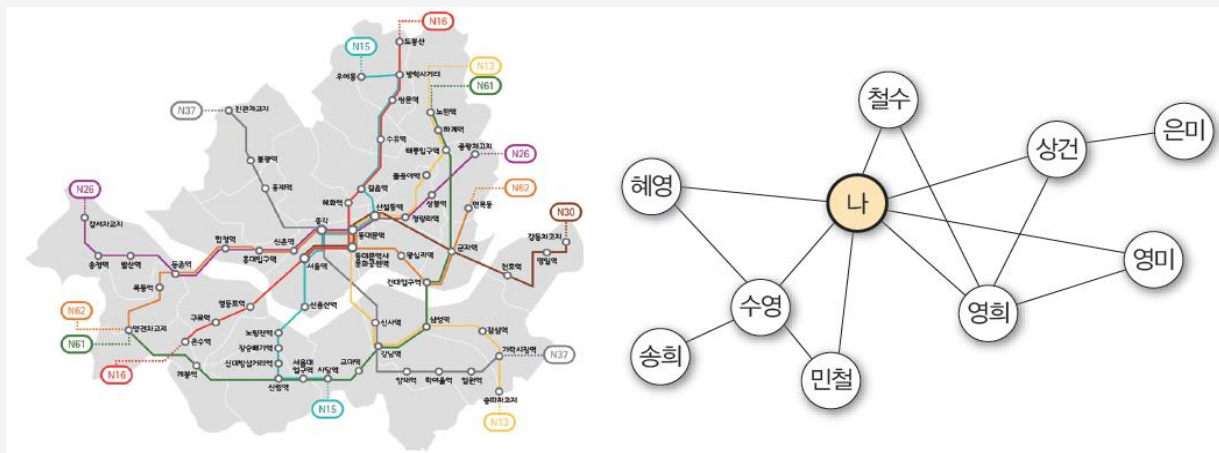 N16
도봉산
N15
우이동
방학사거리
N13
N61
쌍문역
N37
진관차고지
노원역
하계역
수유역
태릉입구역
중랑차고지
N26
불광역
홍제역
길음역
N62
N26
혜화역
신설동역
상봉역
면목동
N30
강서차고지
종각
청량리역
강동차고지
합정역
신촌역
동대문역
군자역
홍대입구역
송정역
발산역
등촌역
서울역
동대문역사
문화공원역
왕십리역
천호역
명일역
목동역
건대입구역
N62
영등포역
신용산역
양천차고지
구로역
신사역
삼성역
잠실역
N61
온수역
노량진역
장승배기역
강남역
가락시장역
N37
N16
개봉역
신대방삼거리역
서울대
입구역
사당역
교대역
신림역
양재역
학여울역
일원역
송파차고지
N15
N13
철수
은미
상건
혜영
나
영미
수영
영희
송희
민철